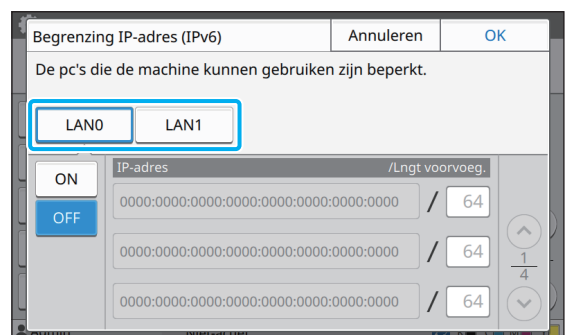 Begrenzing IP-adres (IPv6) Annuleren OK
De pc's die de machine kunnen gebruiken zijn beperkt.
LAN0 LAN1
IP-adres /Lngt voorvoeg.
ON
OFF
0000:0000:0000:0000:0000:0000:0000:0000 / 64
0000:0000:0000:0000:0000:0000:0000:0000 / 64
1
4
0000:0000:0000:0000:0000:0000:0000:0000 / 64
Admin